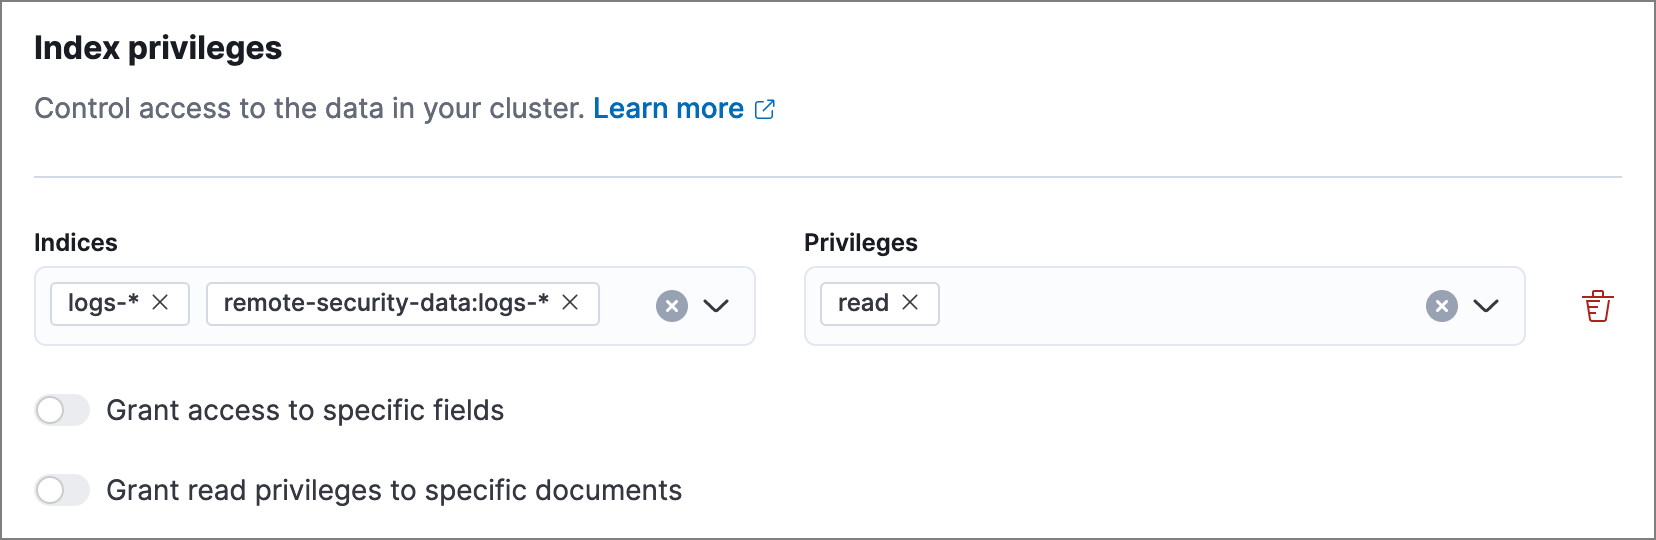 Index privileges
Control access to the data in your cluster. Learn more
Indices
Privileges
logs-*
remote-security-data:logs-*
read
Grant access to specific fields
Grant read privileges to specific documents